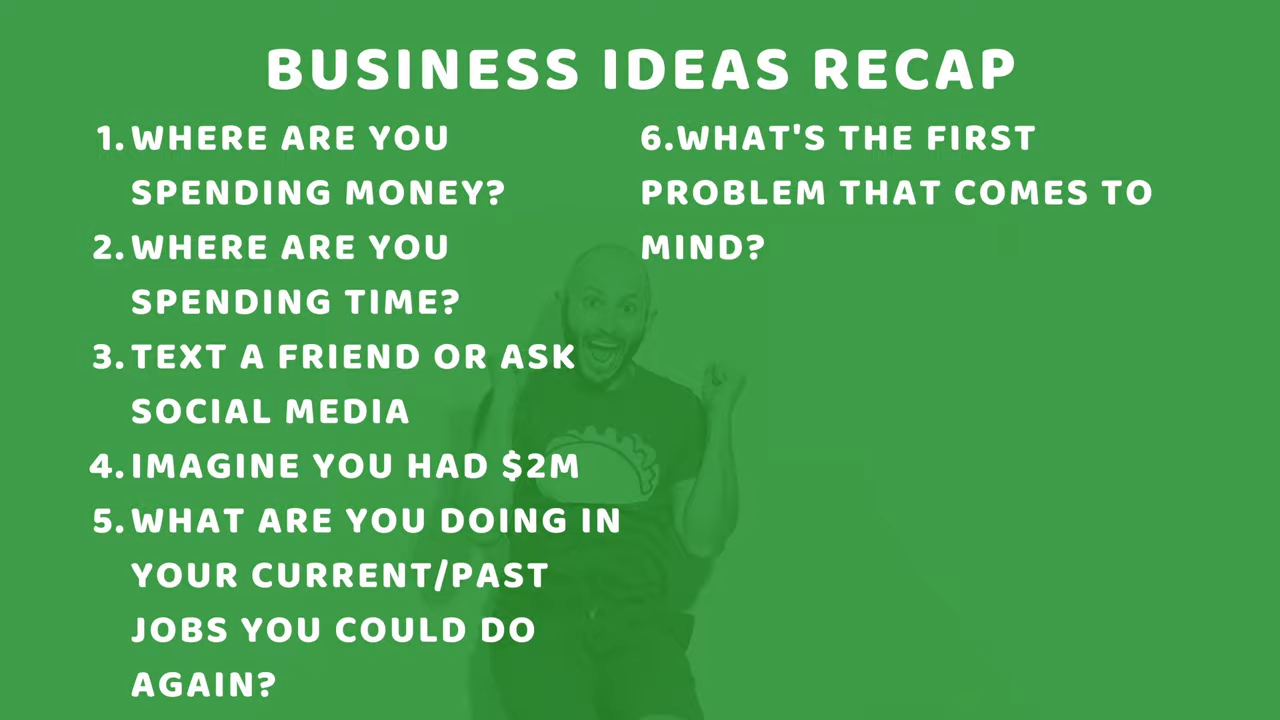 BUSINESS IDEAS RECAP
1. WHERE ARE YOU
SPENDING MONEY?
2. WHERE ARE YOU
SPENDING TIME?
3. TEXT A FRIEND OR ASK
SOCIAL MEDIA
4. IMAGINE YOU HAD $2M
5. WHAT ARE YOU DOING IN
YOUR CURRENT/PAST
JOBS YOU COULD DO
AGAIN?
6.WHAT'S THE FIRST
PROBLEM THAT COMES TO
MIND?